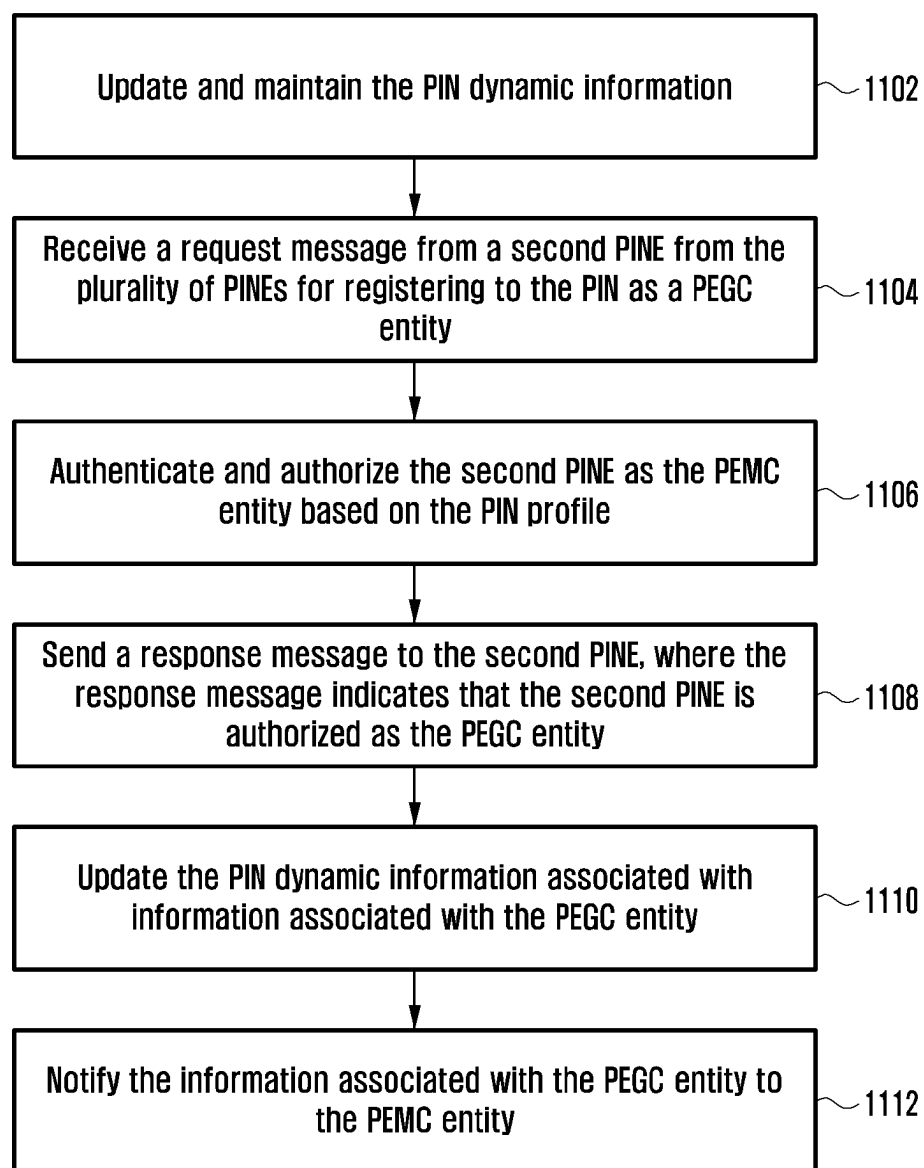 Update and maintain the PIN dynamic information
1102
Receive a request message from a second PINE from the
plurality of PINEs for registering to the PIN as a PEGC
entity
1104
Authenticate and authorize the second PINE as the PEMC
entity based on the PIN profile
1106
Send a response message to the second PINE, where the
response message indicates that the second PINE is
authorized as the PEGC entity
1108
Update the PIN dynamic information associated with
information associated with the PEGC entity
1110
Notify the information associated with the PEGC entity to
the PEMC entity
1112